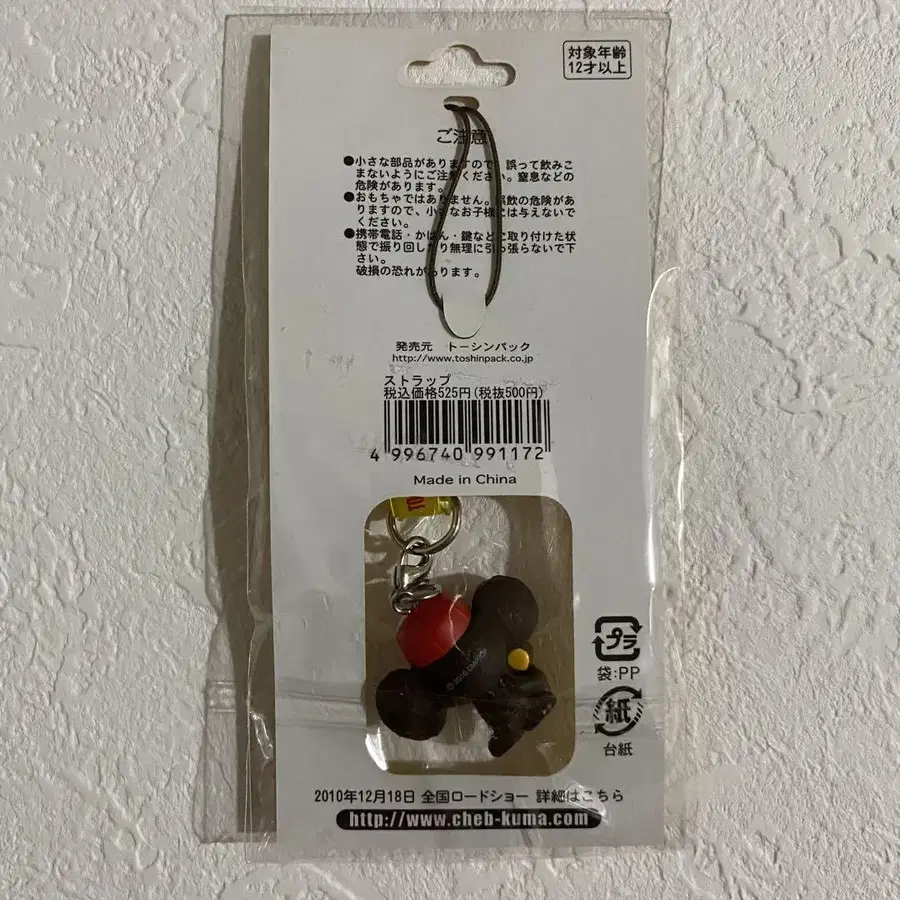 対象年齢
12才以上
ご注意
●小さな部品がありますので、誤って飲みこ
まないようにご注意ください。窒息などの
危険があります。
●おもちゃではありません。誤飲の危険があ
りますので、小さなお子様には与えないで
ください。
●携帯電話・かばん・鍵などに取り付けた状
態で振り回したり無理に引っ張らないで下
さい。
破損の恐れがあります。
発売元 トーシンパック
http://www.toshinpack.co.jp
ストラップ
税込価格525円(税抜500円)
4 996740 991172
Made in China
TO
プラ
袋:PP
紙
台紙
2010年12月18日 全国ロードショー 詳細はこちら
http://www.cheb-kuma.com